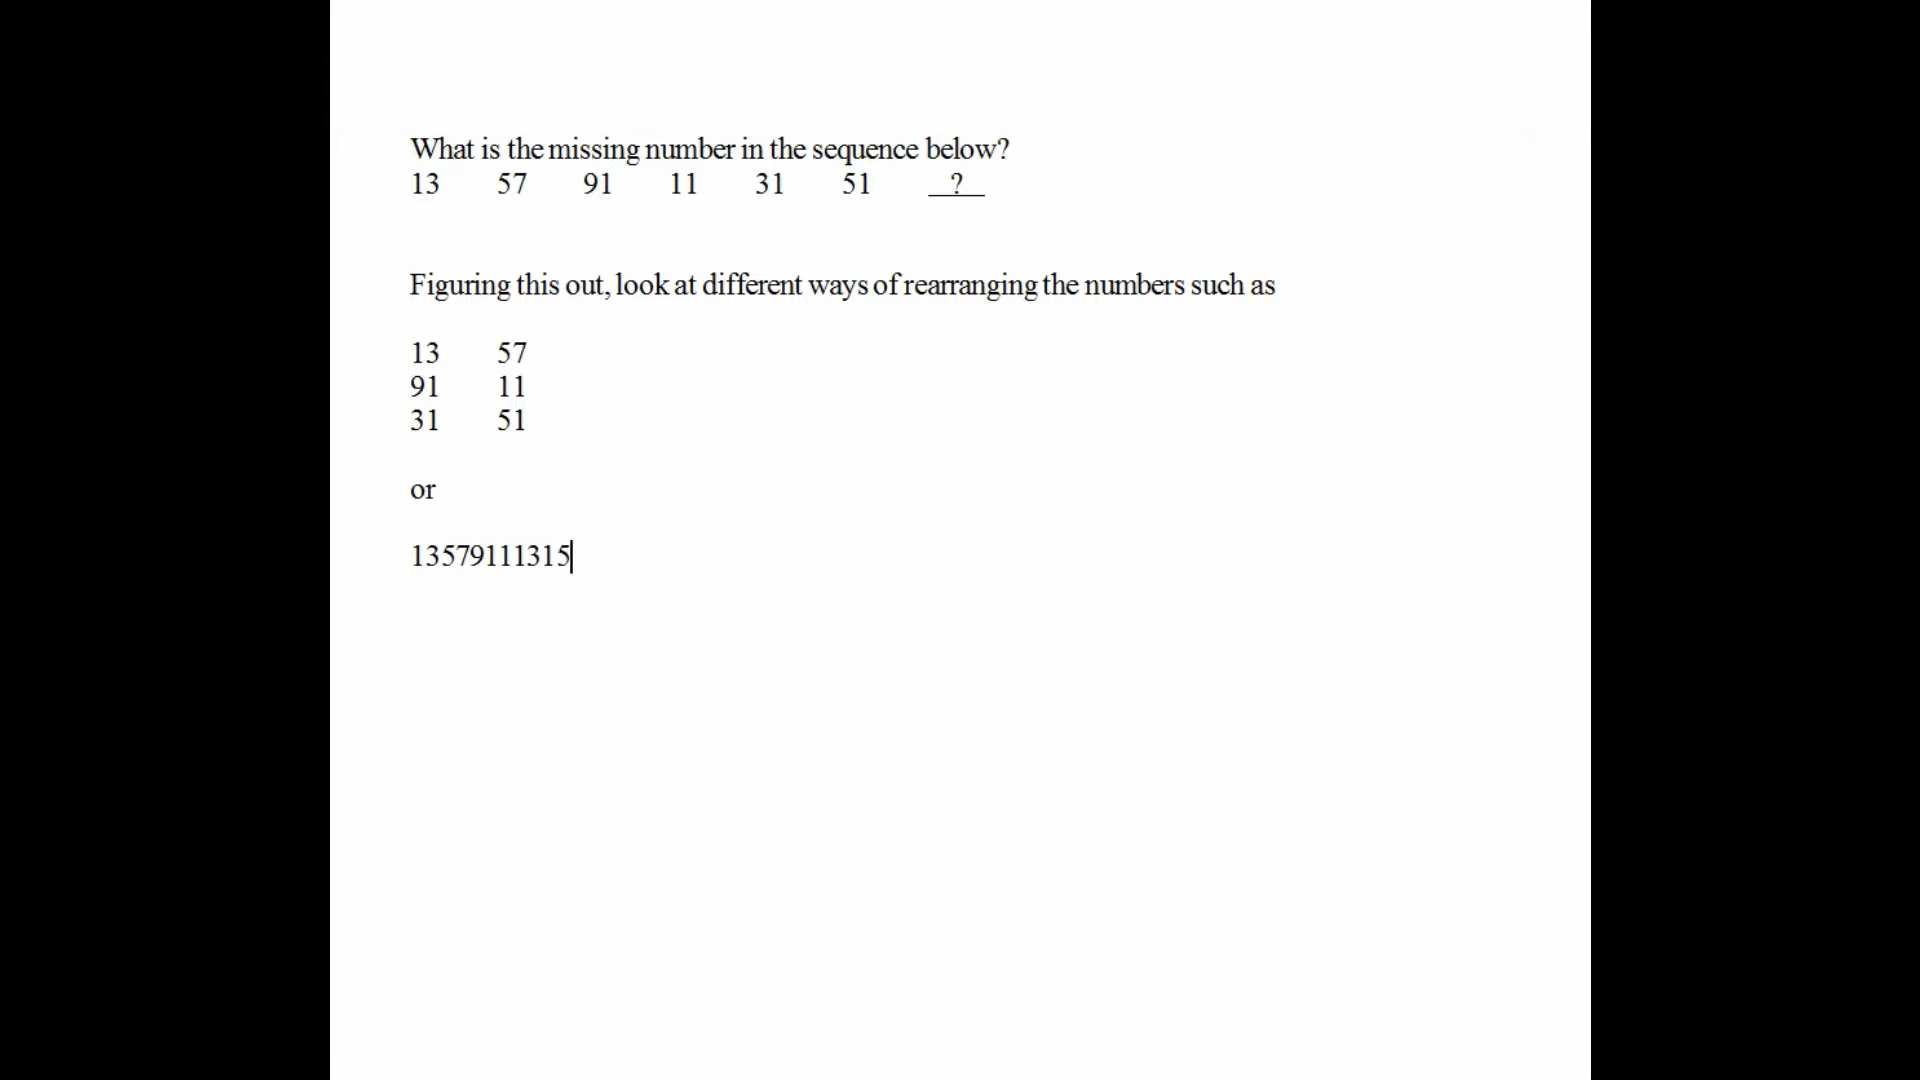 What is the missing number in the sequence below?
13 57 91 11 31 51 ?
Figuring this out, look at different ways of rearranging the numbers such as
13 57
91 11
31 51
or
13579111315